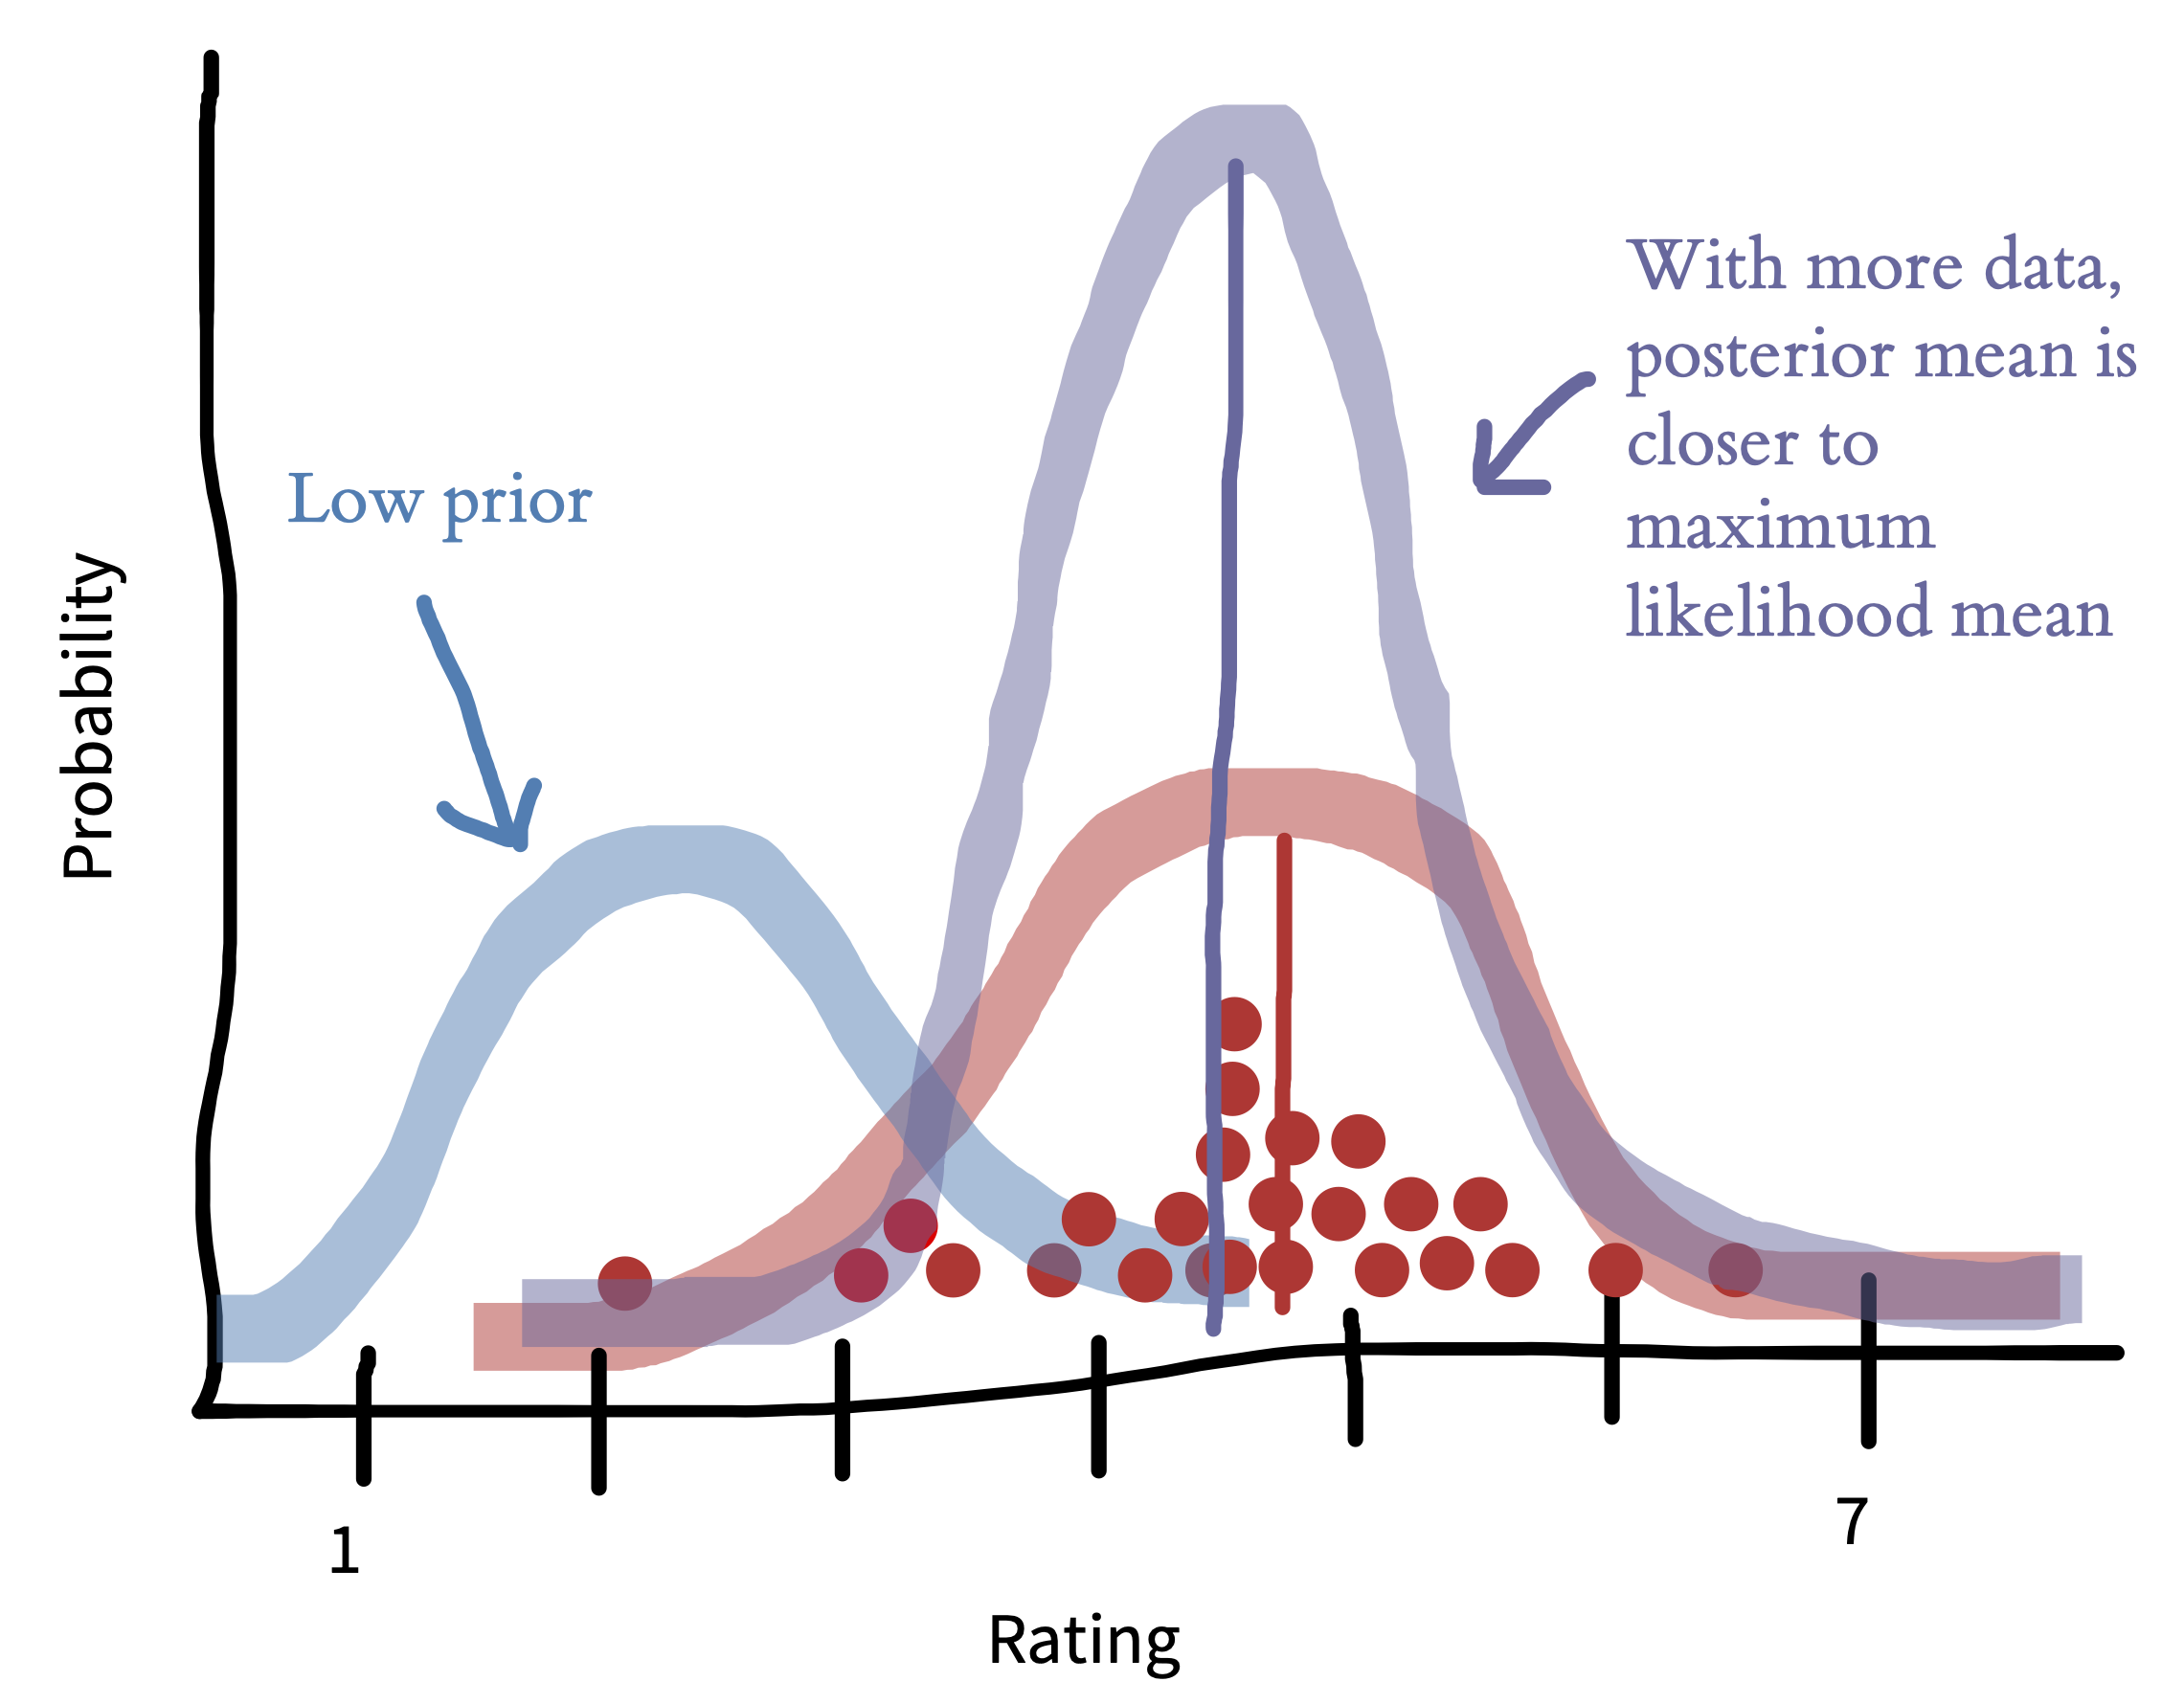 With more data,
posterior mean is
closer to
maximum
likelihood mean
Low prior
Probability
1
7
Rating